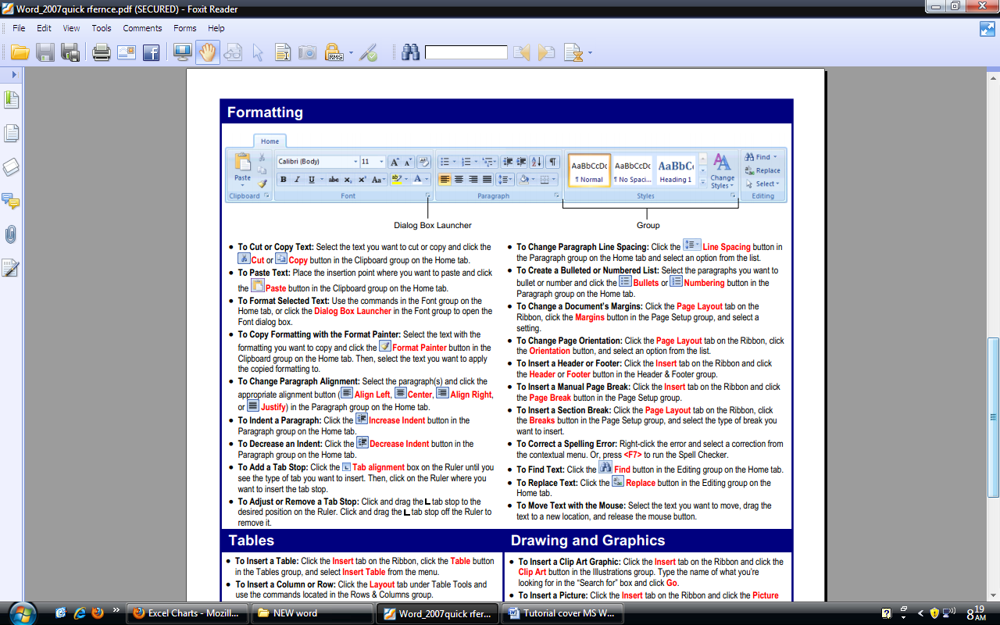 Word_2007quick rfernce.pdf (SECURED) - Foxit Reader
File Edit View Tools Comments Forms Help
RMS
Formatting
Home
Paste
Calibri (Body) 11
AaBbCcDc AaBbCcDc AaBbCc
¶ Normal ¶ No Spaci... Heading 1
Change Styles
Find
Replace
Select
Clipboard Font Paragraph Styles Editing
Dialog Box Launcher Group
• To Cut or Copy Text: Select the text you want to cut or copy and click the
Cut or Copy button in the Clipboard group on the Home tab.
• To Paste Text: Place the insertion point where you want to paste and click
the Paste button in the Clipboard group on the Home tab.
• To Format Selected Text: Use the commands in the Font group on the
Home tab, or click the Dialog Box Launcher in the Font group to open the
Font dialog box.
• To Copy Formatting with the Format Painter: Select the text with the
formatting you want to copy and click the Format Painter button in the
Clipboard group on the Home tab. Then, select the text you want to apply
the copied formatting to.
• To Change Paragraph Alignment: Select the paragraph(s) and click the
appropriate alignment button (Align Left, Center, Align Right,
or Justify) in the Paragraph group on the Home tab.
• To Indent a Paragraph: Click the Increase Indent button in the
Paragraph group on the Home tab.
• To Decrease an Indent: Click the Decrease Indent button in the
Paragraph group on the Home tab.
• To Add a Tab Stop: Click the Tab alignment box on the Ruler until you
see the type of tab you want to insert. Then, click on the Ruler where you
want to insert the tab stop.
• To Adjust or Remove a Tab Stop: Click and drag the tab stop to the
desired position on the Ruler. Click and drag the tab stop off the Ruler to
remove it.
• To Change Paragraph Line Spacing: Click the Line Spacing button in
the Paragraph group on the Home tab and select an option from the list.
• To Create a Bulleted or Numbered List: Select the paragraphs you want to
bullet or number and click the Bullets or Numbering button in the
Paragraph group on the Home tab.
• To Change a Document's Margins: Click the Page Layout tab on the
Ribbon, click the Margins button in the Page Setup group, and select a
setting.
• To Change Page Orientation: Click the Page Layout tab on the Ribbon, click
the Orientation button, and select an option from the list.
• To Insert a Header or Footer: Click the Insert tab on the Ribbon and click
the Header or Footer button in the Header & Footer group.
• To Insert a Manual Page Break: Click the Insert tab on the Ribbon and click
the Page Break button in the Page Setup group.
• To Insert a Section Break: Click the Page Layout tab on the Ribbon, click
the Breaks button in the Page Setup group, and select the type of break you
want to insert.
• To Correct a Spelling Error: Right-click the error and select a correction from
the contextual menu. Or, press <F7> to run the Spell Checker.
• To Find Text: Click the Find button in the Editing group on the Home tab.
• To Replace Text: Click the Replace button in the Editing group on the
Home tab.
• To Move Text with the Mouse: Select the text you want to move, drag the
text to a new location, and release the mouse button.
Tables
• To Insert a Table: Click the Insert tab on the Ribbon, click the Table button
in the Tables group, and select Insert Table from the menu.
• To Insert a Column or Row: Click the Layout tab under Table Tools and
use the commands located in the Rows & Columns group.
Drawing and Graphics
• To Insert a Clip Art Graphic: Click the Insert tab on the Ribbon and click the
Clip Art button in the Illustrations group. Type the name of what you're
looking for in the “Search for” box and click Go.
• To Insert a Picture: Click the Insert tab on the Ribbon and click the Picture
Excel Charts - Mozill... NEW word Word_2007quick rfer... Tutorial cover MS W...
8 19 AM